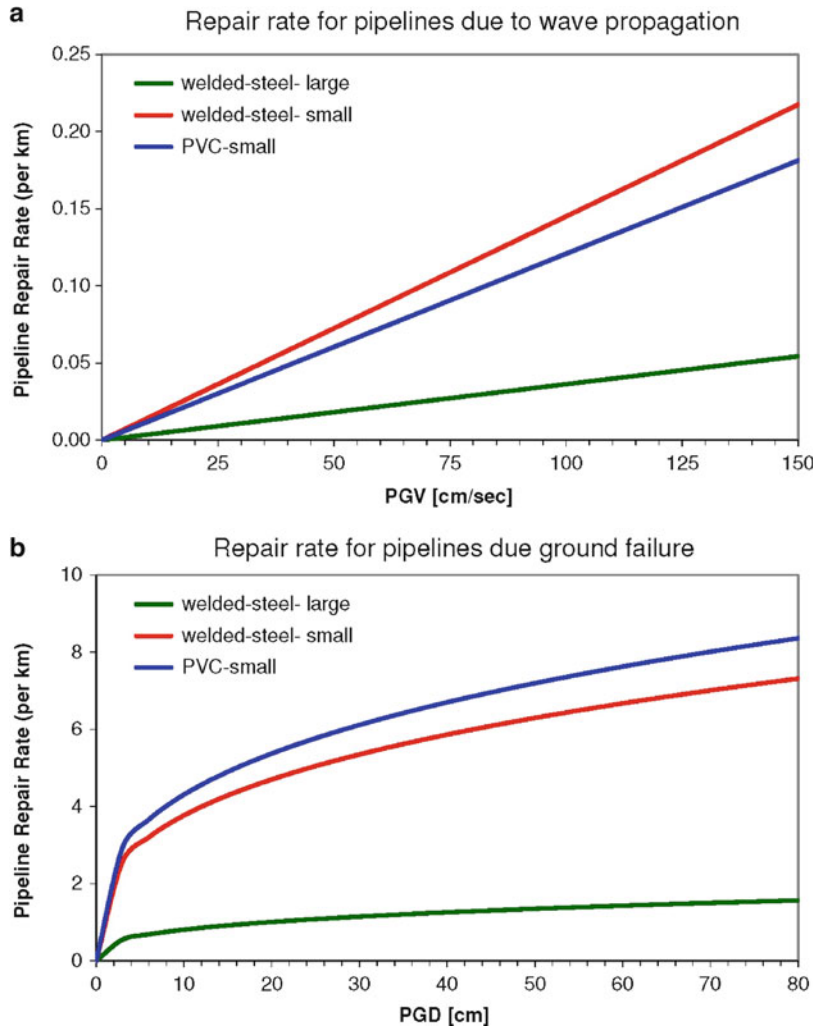 a
Repair rate for pipelines due to wave propagation
0.25
0.20
0.15
0.10
0.05
0.00
Pipeline Repair Rate (per km)
welded-steel- large
welded-steel- small
PVC-small
0 25 50 75 100 125 150
PGV [cm/sec]
b
Repair rate for pipelines due ground failure
10
8
6
4
2
0
Pipeline Repair Rate (per km)
welded-steel- large
welded-steel- small
PVC-small
0 10 20 30 40 50 60 70 80
PGD [cm]